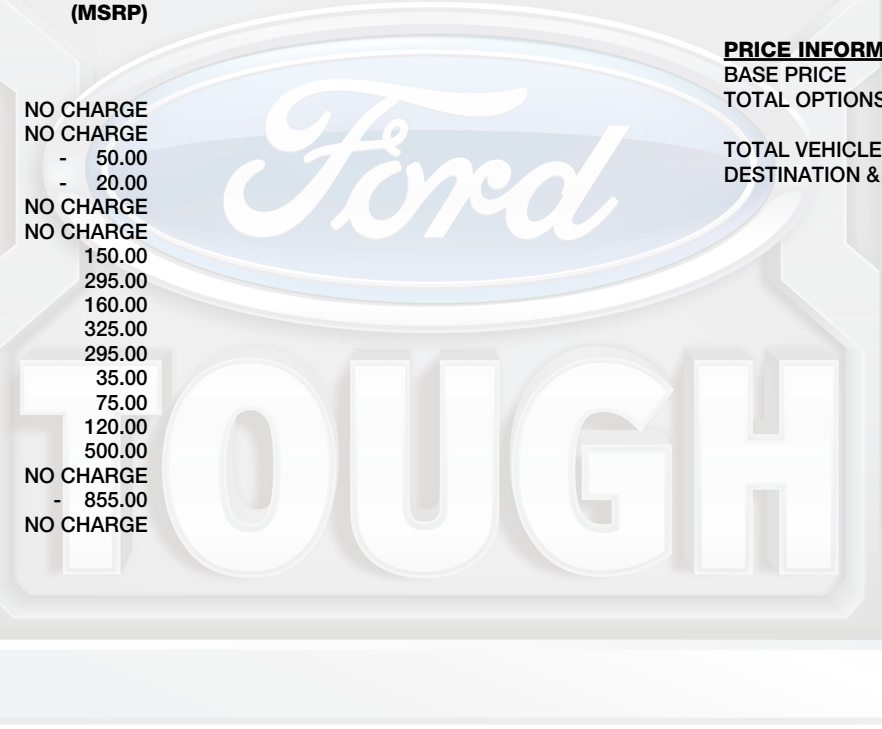 (MSRP)
NO CHARGE
NO CHARGE
- 50.00
- 20.00
NO CHARGE
NO CHARGE
150.00
295.00
160.00
325.00
295.00
35.00
75.00
120.00
500.00
NO CHARGE
- 855.00
NO CHARGE
PRICE INFORM
BASE PRICE
TOTAL OPTIONS
TOTAL VEHICLE
DESTINATION &
Ford
TOUGH